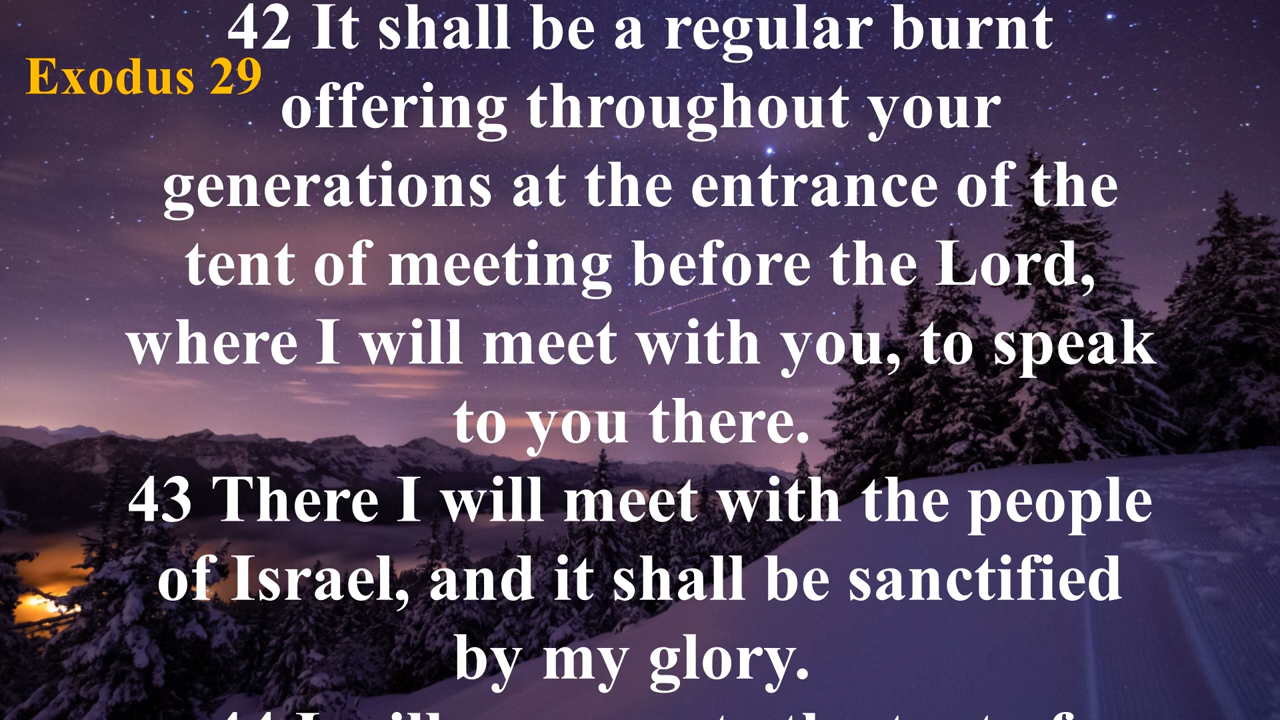 42 It shall be a regular burnt
Exodus 29
offering throughout your
generations at the entrance of the
tent of meeting before the Lord,
where I will meet with you, to speak
to you there.
43 There I will meet with the people
of Israel, and it shall be sanctified
by my glory.